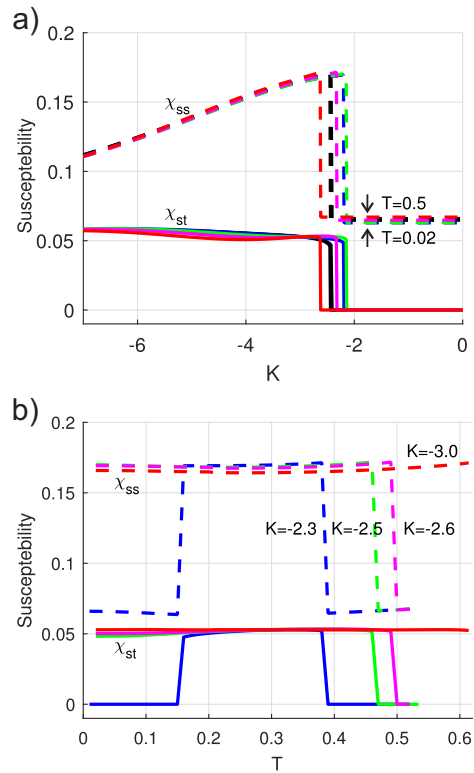 a)
0.2
0.15
0.1
0.05
0
Susceptebility
χss
χst
T=0.5
T=0.02
-6
-4
-2
0
K
b)
0.2
0.15
0.1
0.05
0
Susceptebility
K=-3.0
χss
K=-2.3
K=-2.5
K=-2.6
χst
0
0.1
0.2
0.3
0.4
0.5
0.6
T